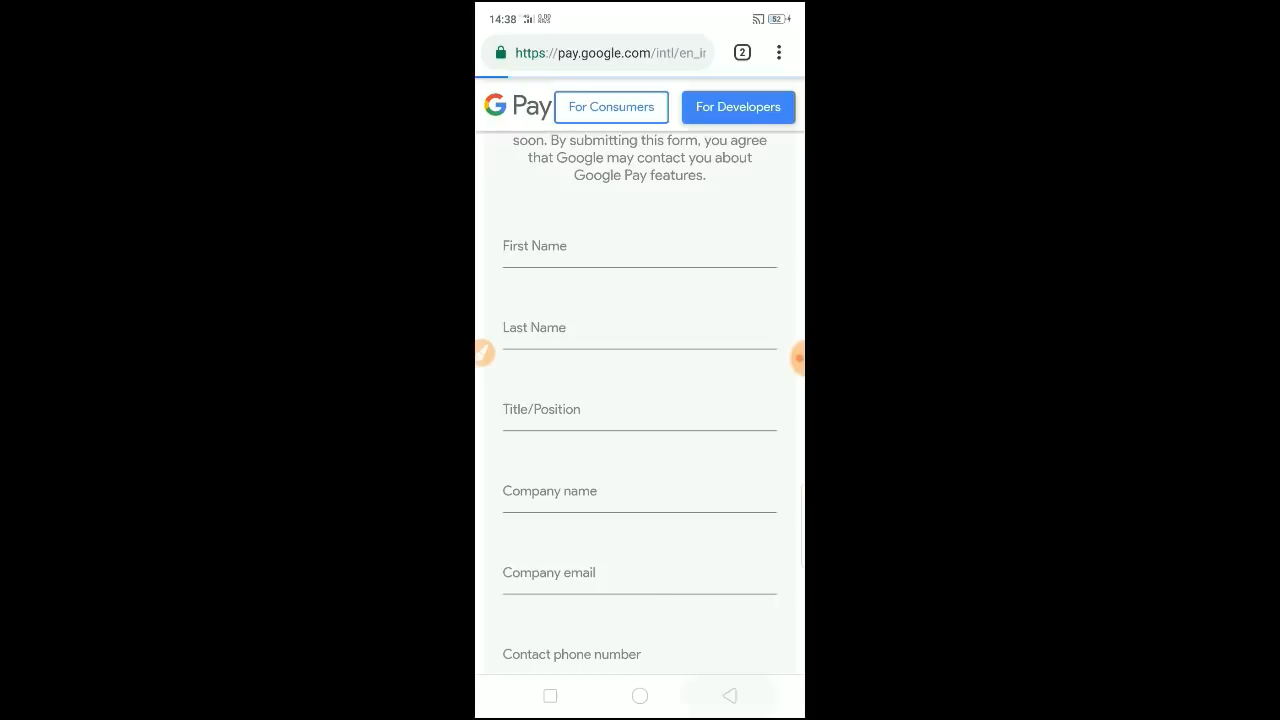 14:38
52
https://pay.google.com/intl/en_ir
2
G Pay
For Consumers
For Developers
soon. By submitting this form, you agree
that Google may contact you about
Google Pay features.
First Name
Last Name
Title/Position
Company name
Company email
Contact phone number